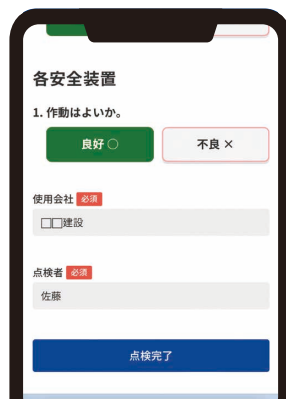 各安全装置
1. 作動はよいか。
良好 ○
不良 ×
使用会社 必須
□□建設
点検者 必須
佐藤
点検完了